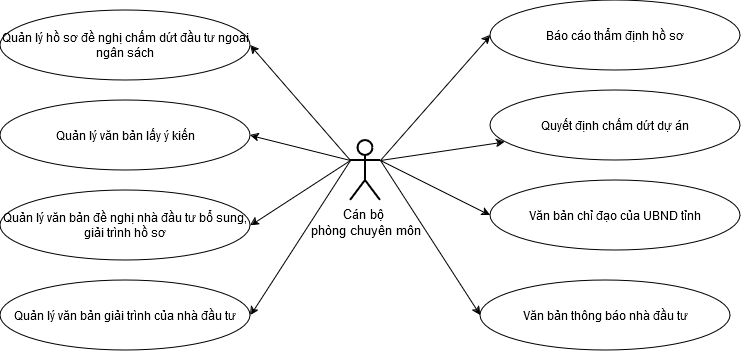 Quản lý hồ sơ đề nghị chấm dứt đầu tư ngoài
ngân sách
Quản lý văn bản lấy ý kiến
Quản lý văn bản đề nghị nhà đầu tư bổ sung,
giải trình hồ sơ
Quản lý văn bản giải trình của nhà đầu tư
Cán bộ
phòng chuyên môn
Báo cáo thẩm định hồ sơ
Quyết định chấm dứt dự án
Văn bản chỉ đạo của UBND tỉnh
Văn bản thông báo nhà đầu tư